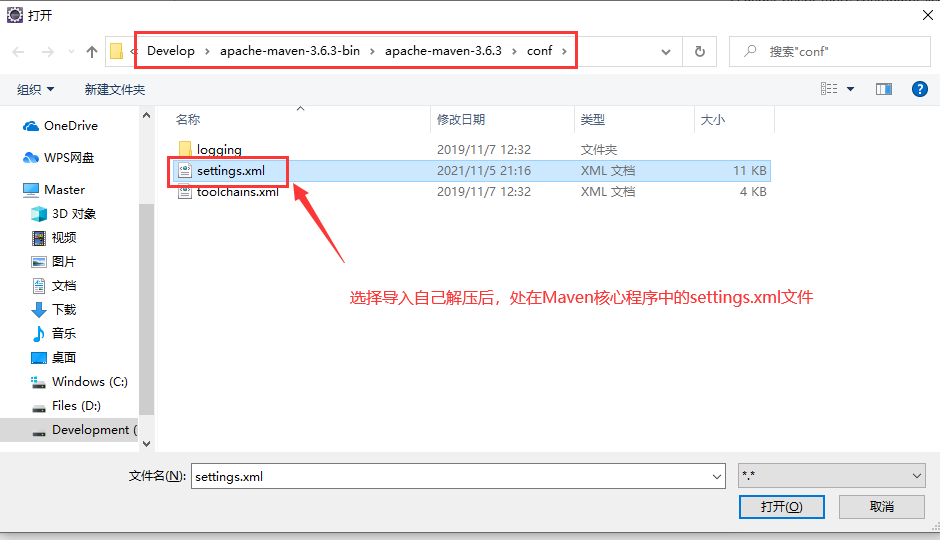 打开
« Develop › apache-maven-3.6.3-bin › apache-maven-3.6.3 › conf ›
搜索"conf"
组织
新建文件夹
OneDrive
WPS网盘
Master
3D 对象
视频
图片
文档
下载
音乐
桌面
Windows (C:)
Files (D:)
Development (
名称 修改日期 类型 大小
logging 2019/11/7 12:32 文件夹
settings.xml 2021/11/5 21:16 XML 文档 11 KB
toolchains.xml 2019/11/7 12:32 XML 文档 4 KB
选择导入自己解压后，处在Maven核心程序中的settings.xml文件
文件名(N): settings.xml *.*
打开(O) 取消